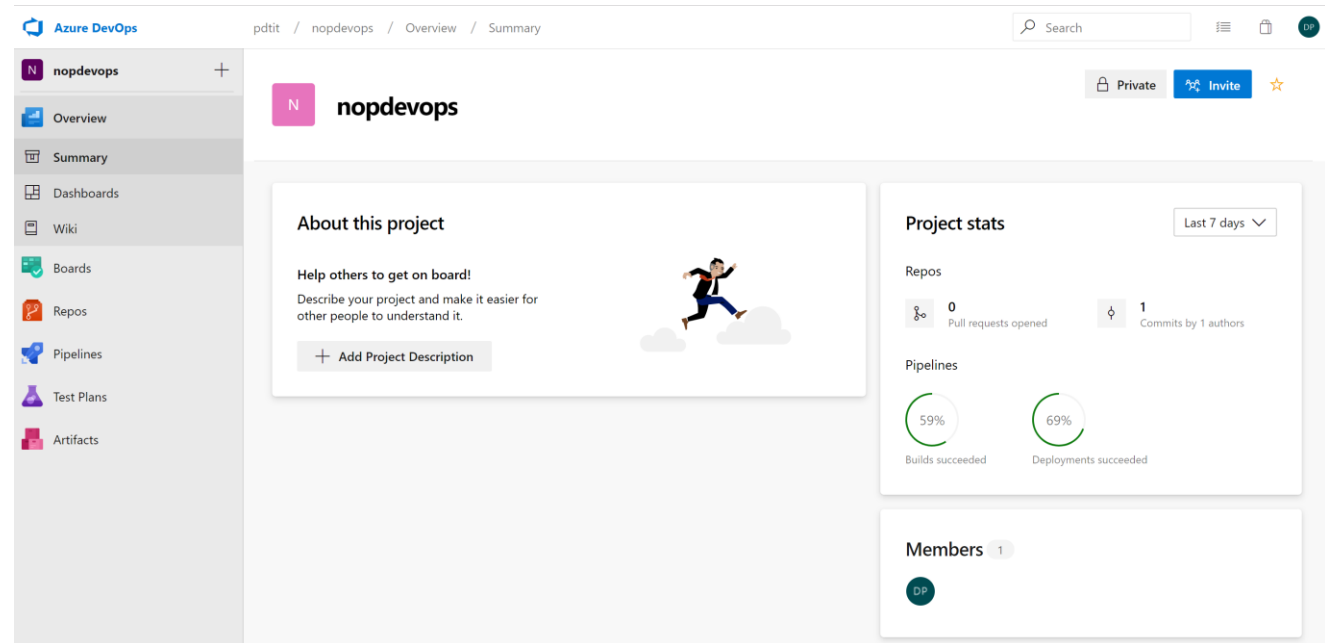 Azure DevOps
pdtit / nopdevops / Overview / Summary
Search
DP
N nopdevops
Overview
Summary
Dashboards
Wiki
Boards
Repos
Pipelines
Test Plans
Artifacts
N nopdevops
Private
Invite
About this project
Help others to get on board!
Describe your project and make it easier for
other people to understand it.
+ Add Project Description
Project stats
Last 7 days
Repos
0
Pull requests opened
1
Commits by 1 authors
Pipelines
59%
Builds succeeded
69%
Deployments succeeded
Members 1
DP